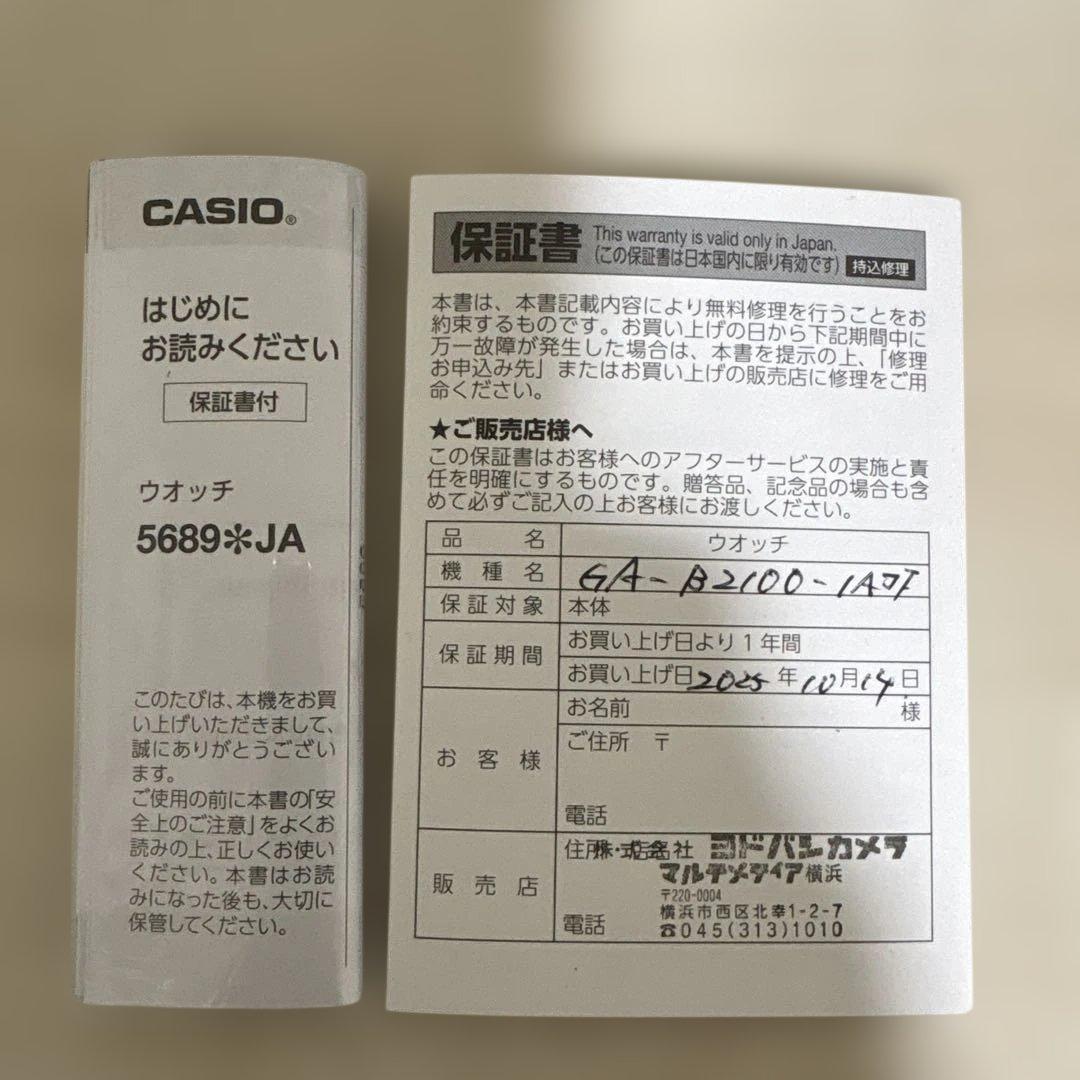 CASIO®
はじめに
お読みください
保証書付
ウオッチ
5689✻JA
このたびは、本機をお買
い上げいただきまして、
誠にありがとうござい
ます。
ご使用の前に本書の「安
全上のご注意」をよくお
読みの上、正しくお使い
ください。本書はお読
みになった後も、大切に
保管してください。
保証書 This warranty is valid only in Japan.
(この保証書は日本国内に限り有効です) 持込修理
本書は、本書記載内容により無料修理を行うことをお
約束するものです。お買い上げの日から下記期間中に
万一故障が発生した場合は、本書を提示の上、「修理
お申込み先」またはお買い上げの販売店に修理をご用
命ください。
★ご販売店様へ
この保証書はお客様へのアフターサービスの実施と責
任を明確にするものです。贈答品、記念品の場合も含
めて必ずご記入の上お客様にお渡しください。
品名 ウオッチ
機種名 GA-B2100-1AJF
保証対象 本体
保証期間 お買い上げ日より1年間
お買い上げ日 2025年10月14日
お客様 お名前 様
ご住所 〒
電話
販売店 住所・店名 株式会社 ヨドバシカメラ
マルチメディア横浜
〒220-0004
横浜市西区北幸1-2-7
電話 ☎045(313)1010